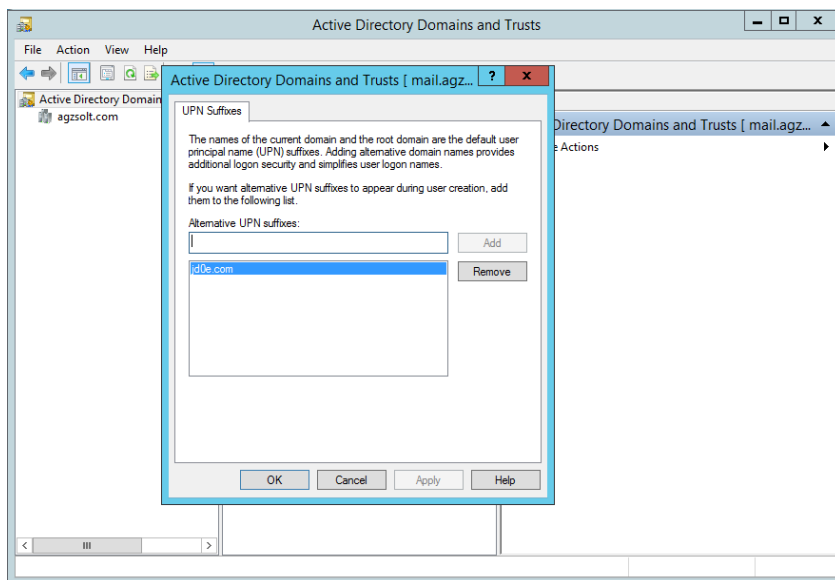 Active Directory Domains and Trusts
File Action View Help
Active Directory Domains and Trusts [ mail.agz...
? x
Active Directory Domain
agzsolt.com
UPN Suffixes
The names of the current domain and the root domain are the default user
principal name (UPN) suffixes. Adding alternative domain names provides
additional logon security and simplifies user logon names.
If you want alternative UPN suffixes to appear during user creation, add
them to the following list.
Alternative UPN suffixes:
Add
jd0e.com
Remove
OK Cancel Apply Help
Directory Domains and Trusts [ mail.agz...
e Actions